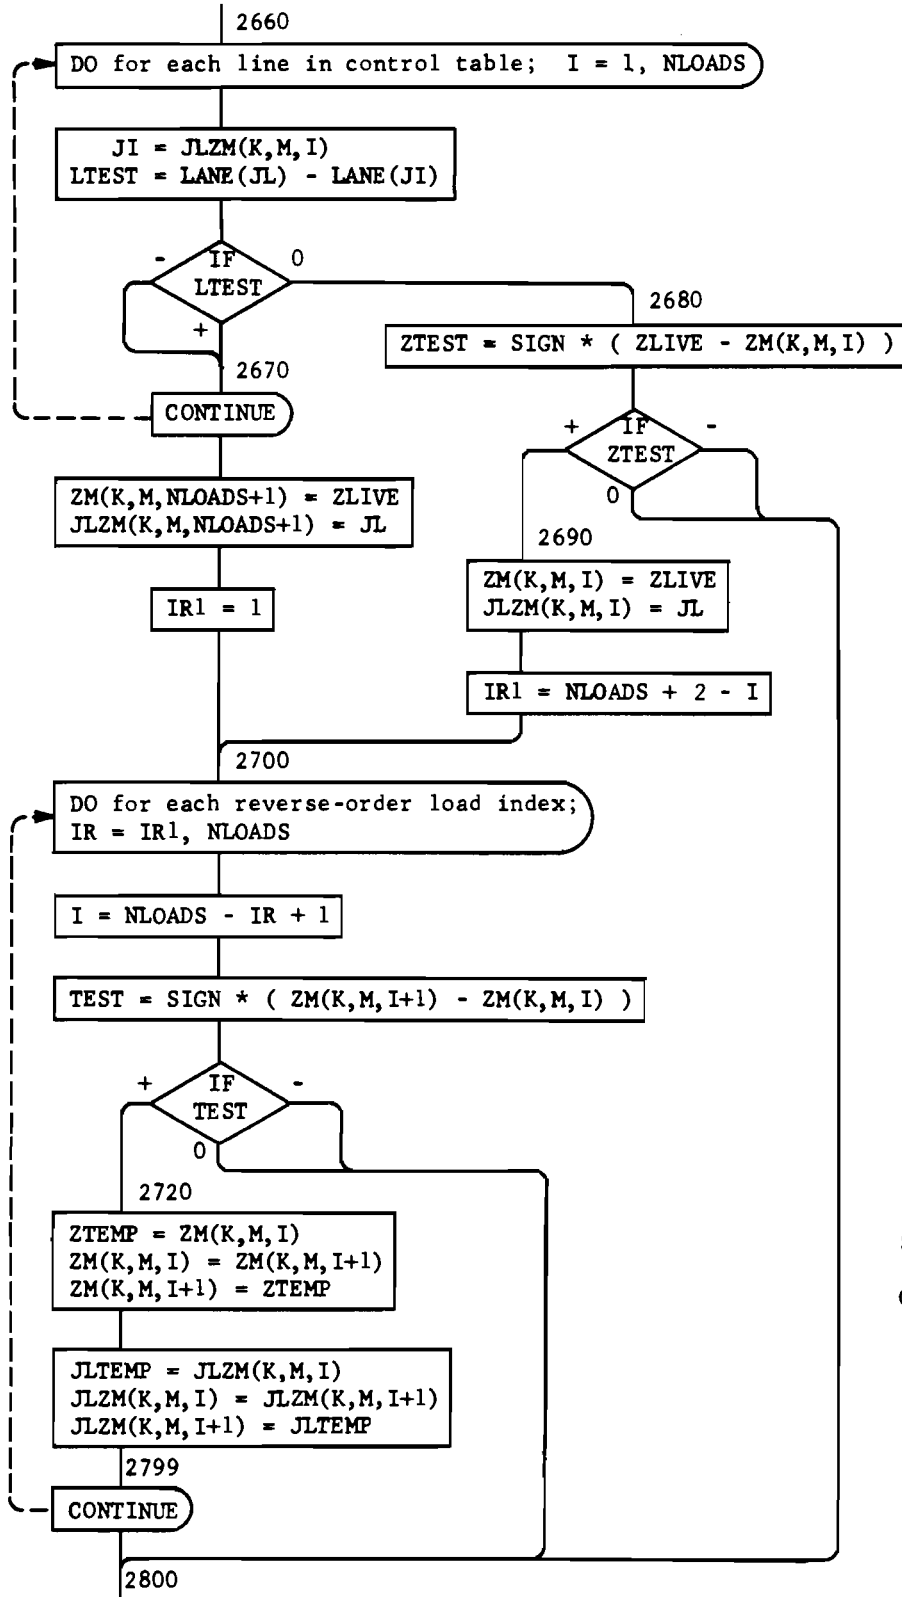 2660
DO for each line in control table; I = 1, NLOADS
JI = JLZM(K,M,I)
LTEST = LANE(JL) - LANE(JI)
- IF 0
LTEST
+
2670
CONTINUE
ZM(K,M,NLOADS+1) = ZLIVE
JLZM(K,M,NLOADS+1) = JL
IR1 = 1
2680
ZTEST = SIGN * ( ZLIVE - ZM(K,M,I) )
+ IF -
ZTEST
0
2690
ZM(K,M,I) = ZLIVE
JLZM(K,M,I) = JL
IR1 = NLOADS + 2 - I
2700
DO for each reverse-order load index;
IR = IR1, NLOADS
I = NLOADS - IR + 1
TEST = SIGN * ( ZM(K,M,I+1) - ZM(K,M,I) )
+ IF -
TEST
0
2720
ZTEMP = ZM(K,M,I)
ZM(K,M,I) = ZM(K,M,I+1)
ZM(K,M,I+1) = ZTEMP
JLTEMP = JLZM(K,M,I)
JLZM(K,M,I) = JLZM(K,M,I+1)
JLZM(K,M,I+1) = JLTEMP
2799
CONTINUE
2800